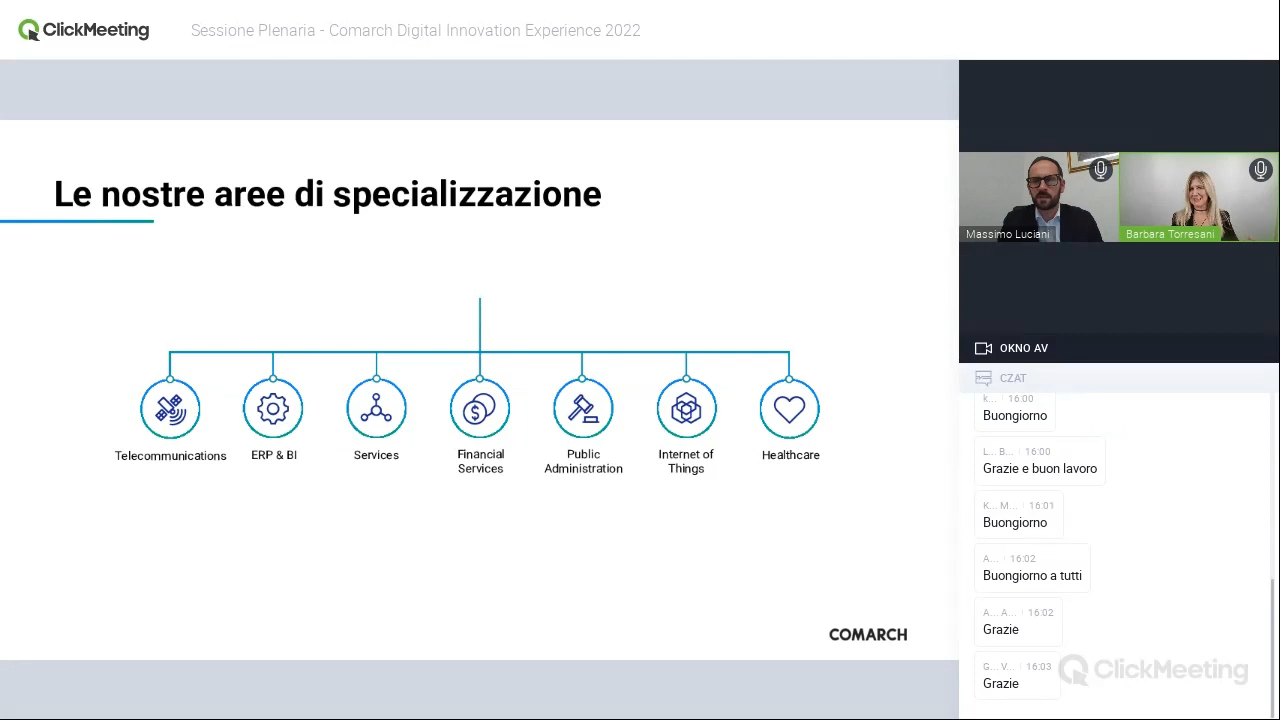 ClickMeeting
Sessione Plenaria - Comarch Digital Innovation Experience 2022
Le nostre aree di specializzazione
Telecommunications
ERP & BI
Services
Financial
Services
Public
Administration
Internet of
Things
Healthcare
COMARCH
Massimo Luciani
Barbara Torresani
OKNO AV
CZAT
k... 16:00
Buongiorno
L... B... 16:00
Grazie e buon lavoro
K... M... 16:01
Buongiorno
A... 16:02
Buongiorno a tutti
A... A... 16:02
Grazie
G... V... 16:03
Grazie
ClickMeeting